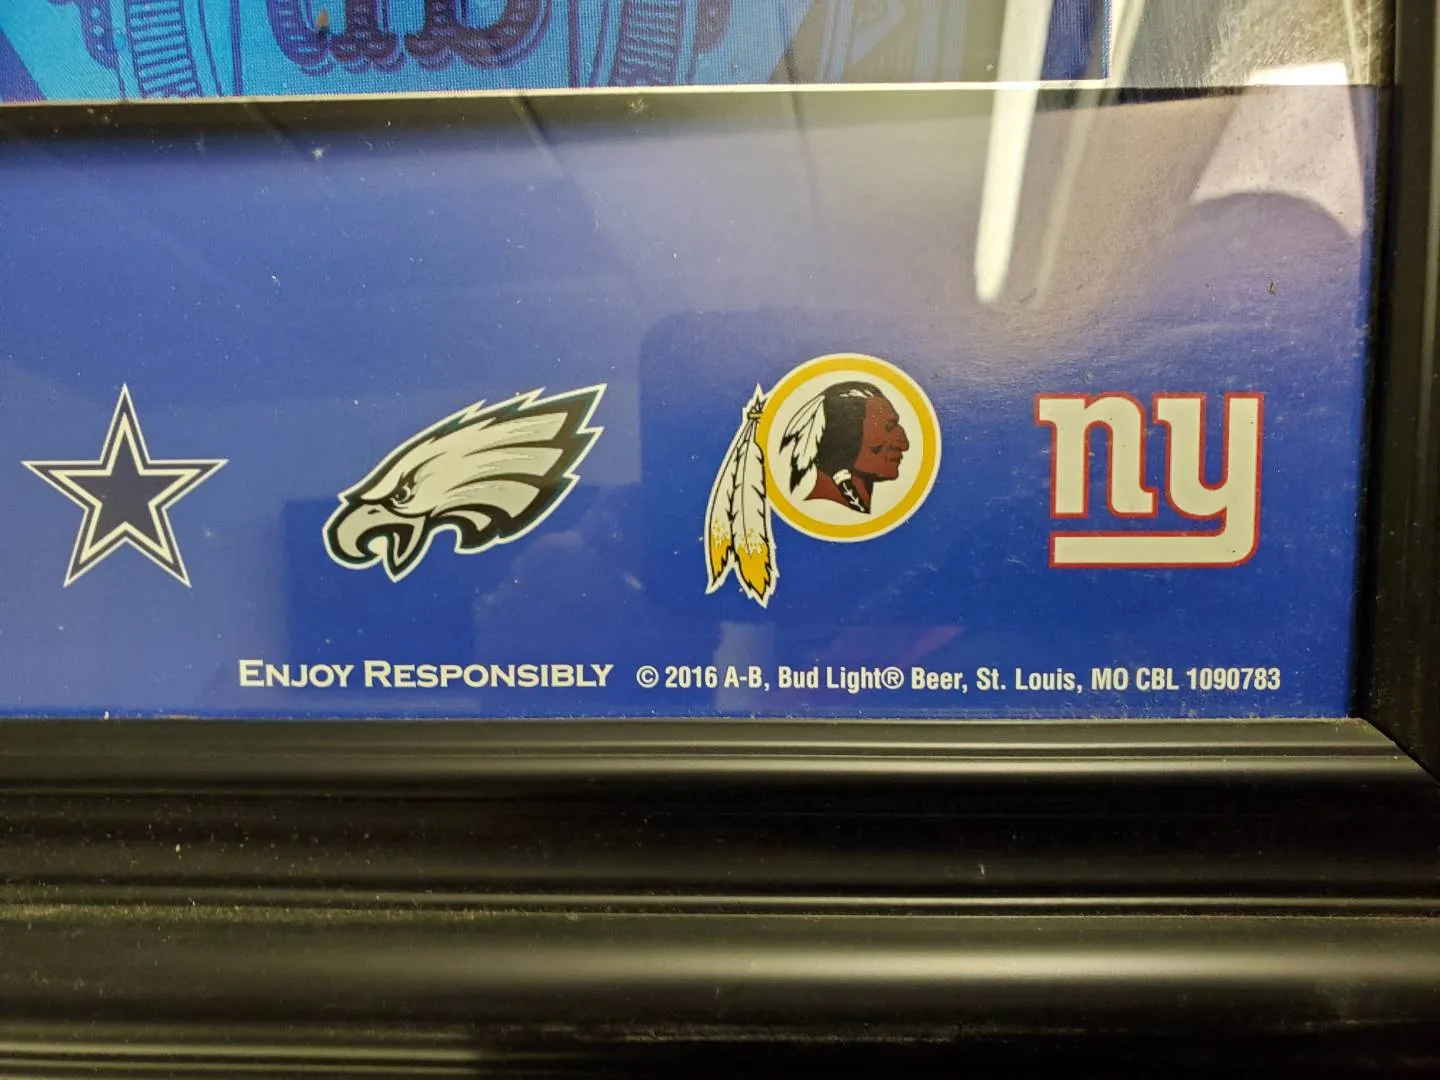 ny
ENJOY RESPONSIBLY © 2016 A-B, Bud Light® Beer, St. Louis, MO CBL 1090783